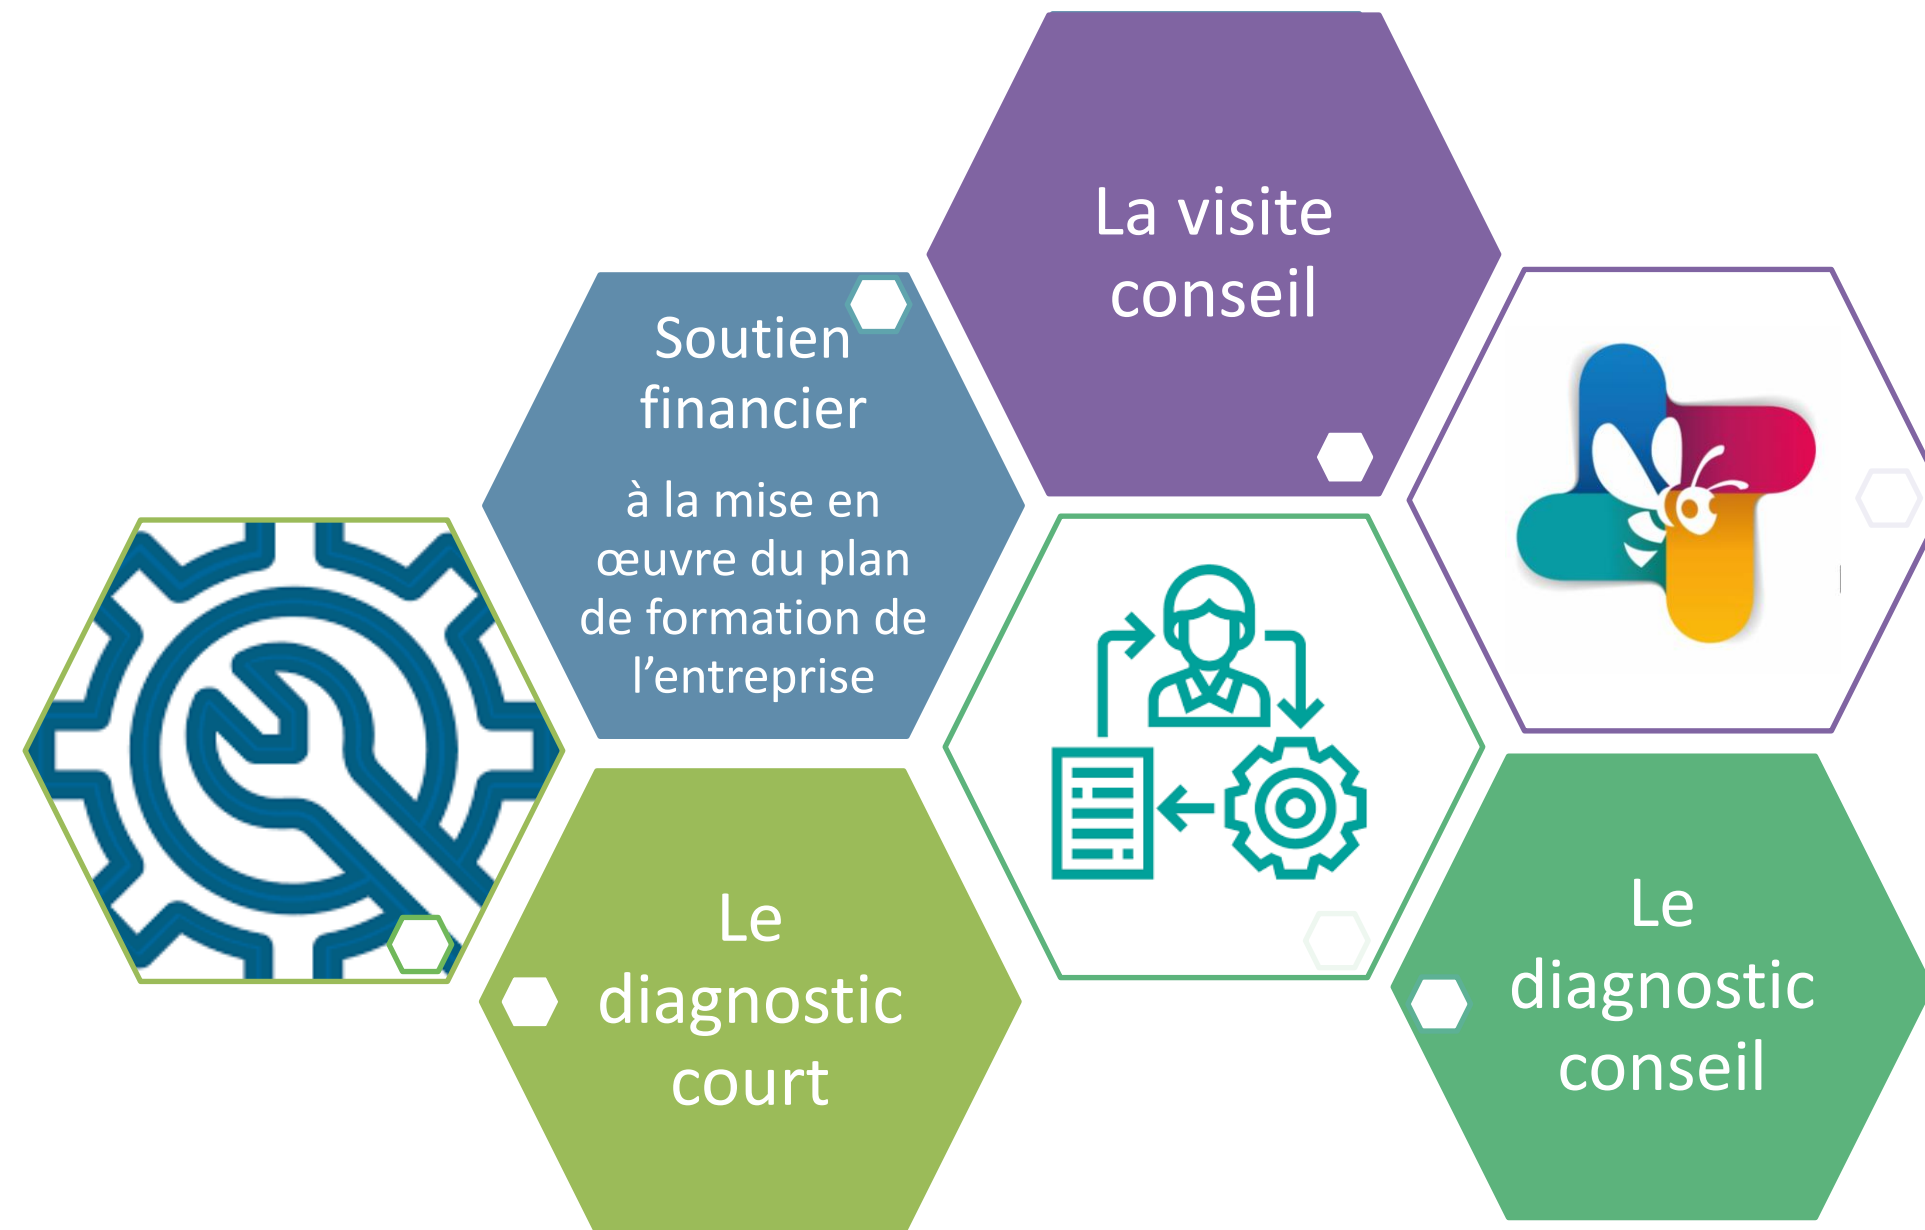 La visite
conseil
Soutien
financier
à la mise en
œuvre du plan
de formation de
l’entreprise
Le
diagnostic
court
Le
diagnostic
conseil